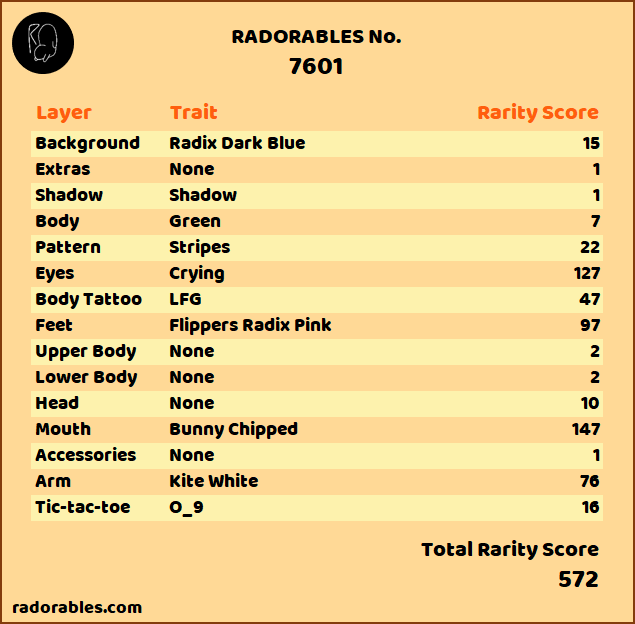 RADORABLES No.
7601
Layer Trait Rarity Score
Background Radix Dark Blue 15
Extras None 1
Shadow Shadow 1
Body Green 7
Pattern Stripes 22
Eyes Crying 127
Body Tattoo LFG 47
Feet Flippers Radix Pink 97
Upper Body None 2
Lower Body None 2
Head None 10
Mouth Bunny Chipped 147
Accessories None 1
Arm Kite White 76
Tic-tac-toe O_9 16
Total Rarity Score
572
radorables.com